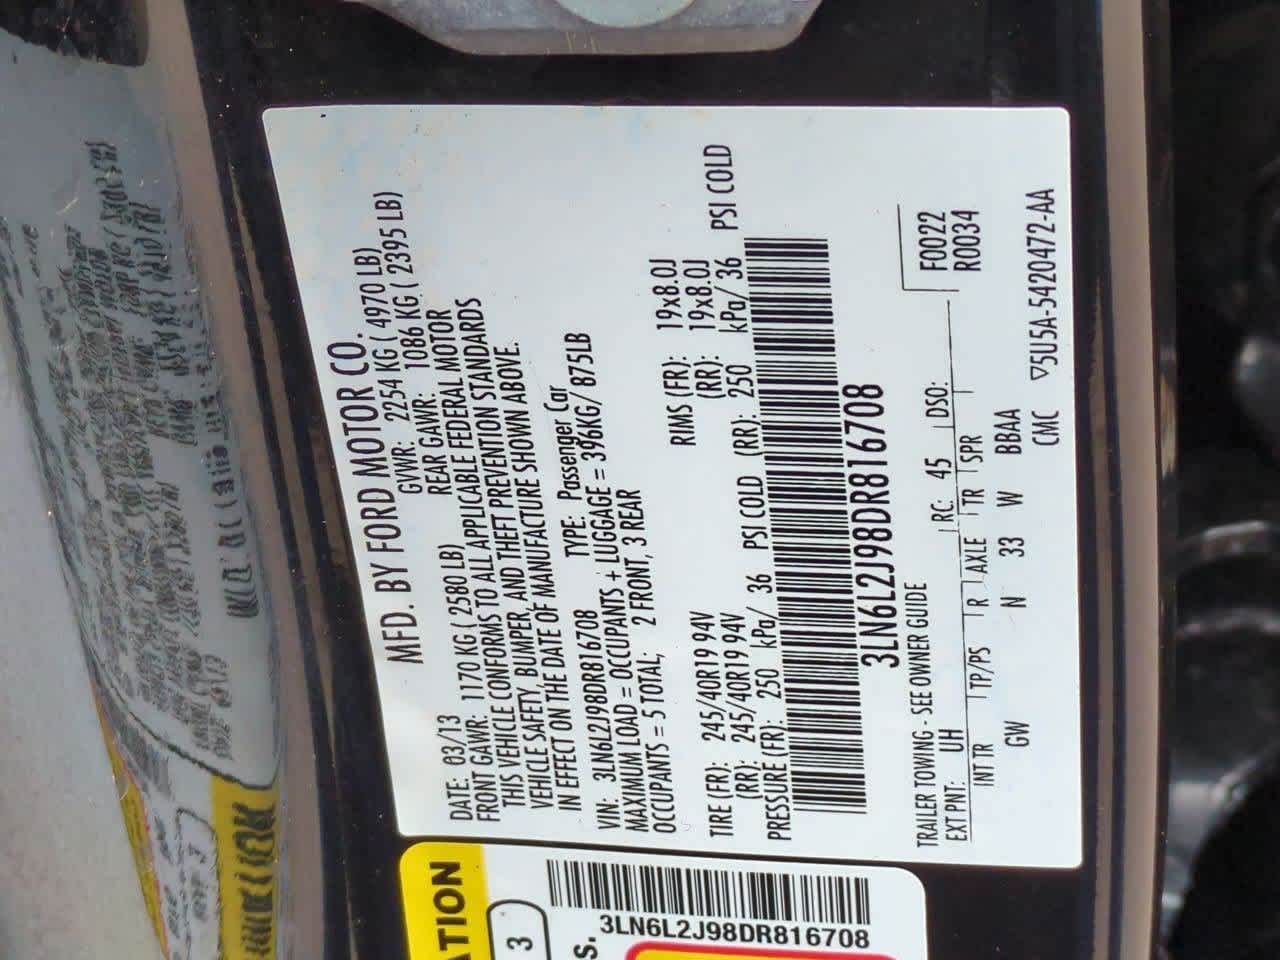 MFD. BY FORD MOTOR CO.
DATE: 03/13 GVWR: 2254 KG ( 4970 LB)
FRONT GAWR: 1170 KG ( 2580 LB) REAR GAWR: 1086 KG ( 2395 LB)
THIS VEHICLE CONFORMS TO ALL APPLICABLE FEDERAL MOTOR
VEHICLE SAFETY, BUMPER, AND THEFT PREVENTION STANDARDS
IN EFFECT ON THE DATE OF MANUFACTURE SHOWN ABOVE.
VIN: 3LN6L2J98DR816708 TYPE: Passenger Car
MAXIMUM LOAD = OCCUPANTS + LUGGAGE = 396KG/ 875LB
OCCUPANTS = 5 TOTAL; 2 FRONT, 3 REAR
TIRE (FR): 245/40R19 94V RIMS (FR): 19x8.0J
(RR): 245/40R19 94V (RR): 19x8.0J
PRESSURE (FR): 250 kPa/ 36 PSI COLD (RR): 250 kPa/ 36 PSI COLD
3LN6L2J98DR816708
TRAILER TOWING - SEE OWNER GUIDE
F0022
R0034
EXT PNT: UH RC: 45 DSO:
INT TR TP/PS R AXLE TR SPR
GW N 33 W BBAA
CMC ▽5U5A-5420472-AA
ATION
3
S.
3LN6L2J98DR816708